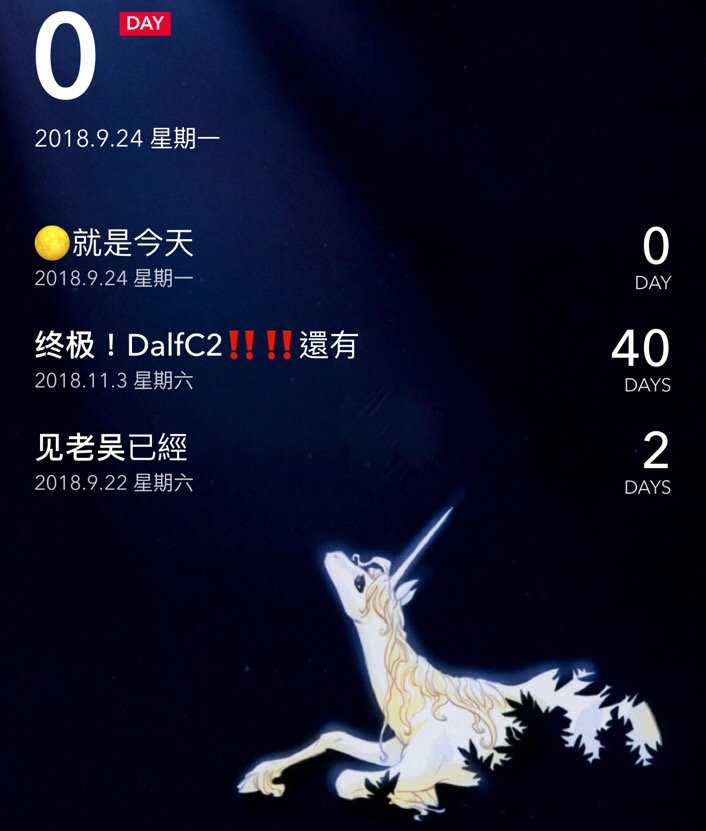 0 DAY
2018.9.24 星期一
🌕就是今天 0
2018.9.24 星期一 DAY
终极！DalfC2‼️‼️還有 40
2018.11.3 星期六 DAYS
见老吴已經 2
2018.9.22 星期六 DAYS